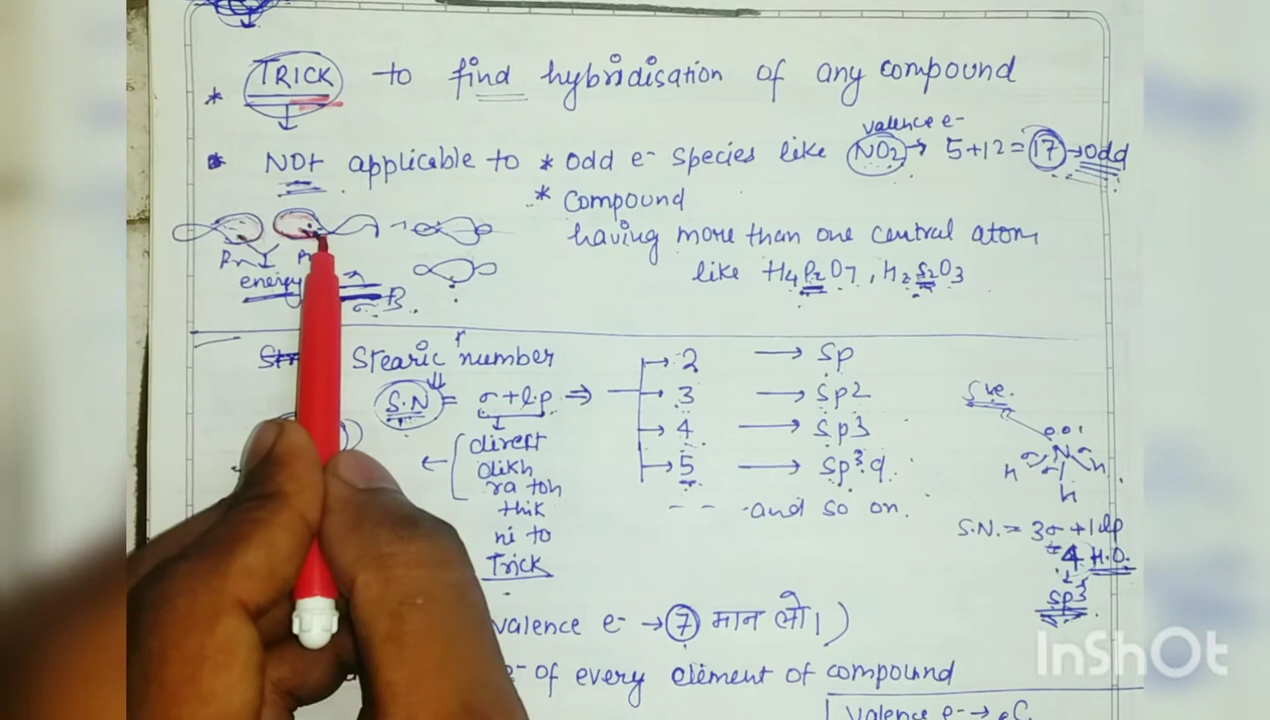 * TRICK to find hybridisation of any compound
valence e-
* NOt applicable to * odd e- species like NO2 → 5+12 = 17 → odd
* Compound
having more than one central atom
like H4P2O7, H2S2O3
energy
Stearic number
S.N = σ + l.p ⇒
direct
dikh
ra toh
thik
ni to
Trick
2 → sp
3 → sp2
4 → sp3
5 → sp3d
-- - and so on.
N
H H
H
S.N. = 3σ + 1lp
= 4 H.O.
sp3
valence e- → 7 मान लो।)
e- of every element of compound
valence e- →
InShOt